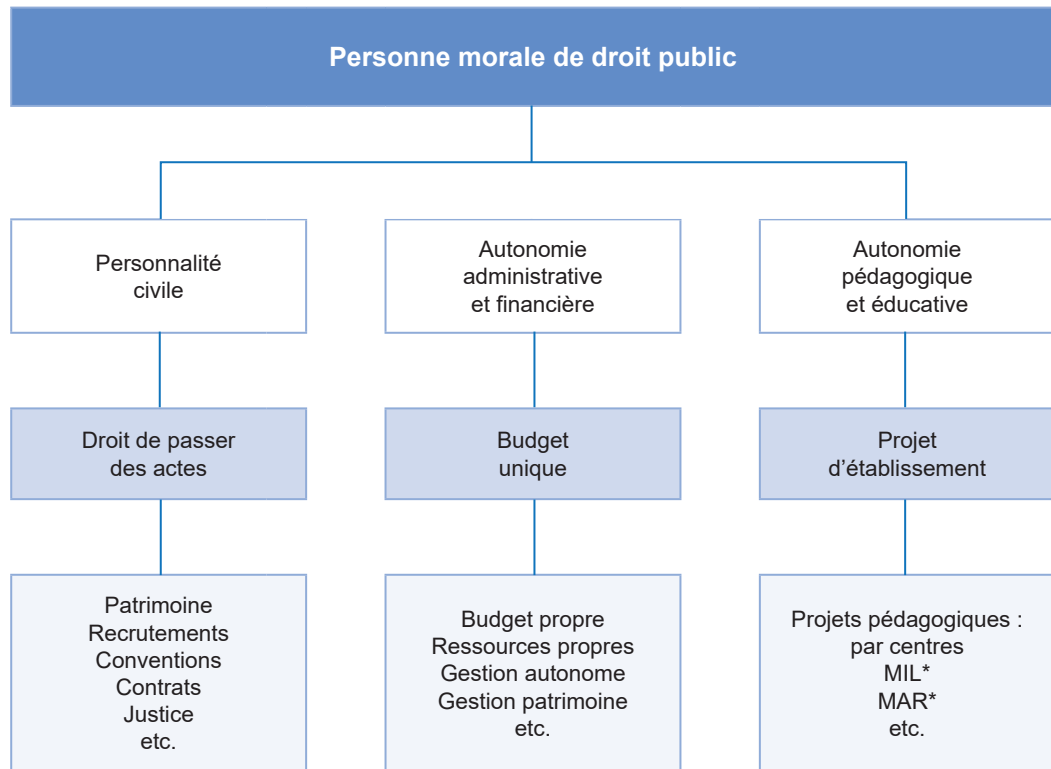 Personne morale de droit public
Personnalité
civile
Autonomie
administrative
et financière
Autonomie
pédagogique
et éducative
Droit de passer
des actes
Budget
unique
Projet
d’établissement
Patrimoine
Recrutements
Conventions
Contrats
Justice
etc.
Budget propre
Ressources propres
Gestion autonome
Gestion patrimoine
etc.
Projets pédagogiques :
par centres
MIL*
MAR*
etc.